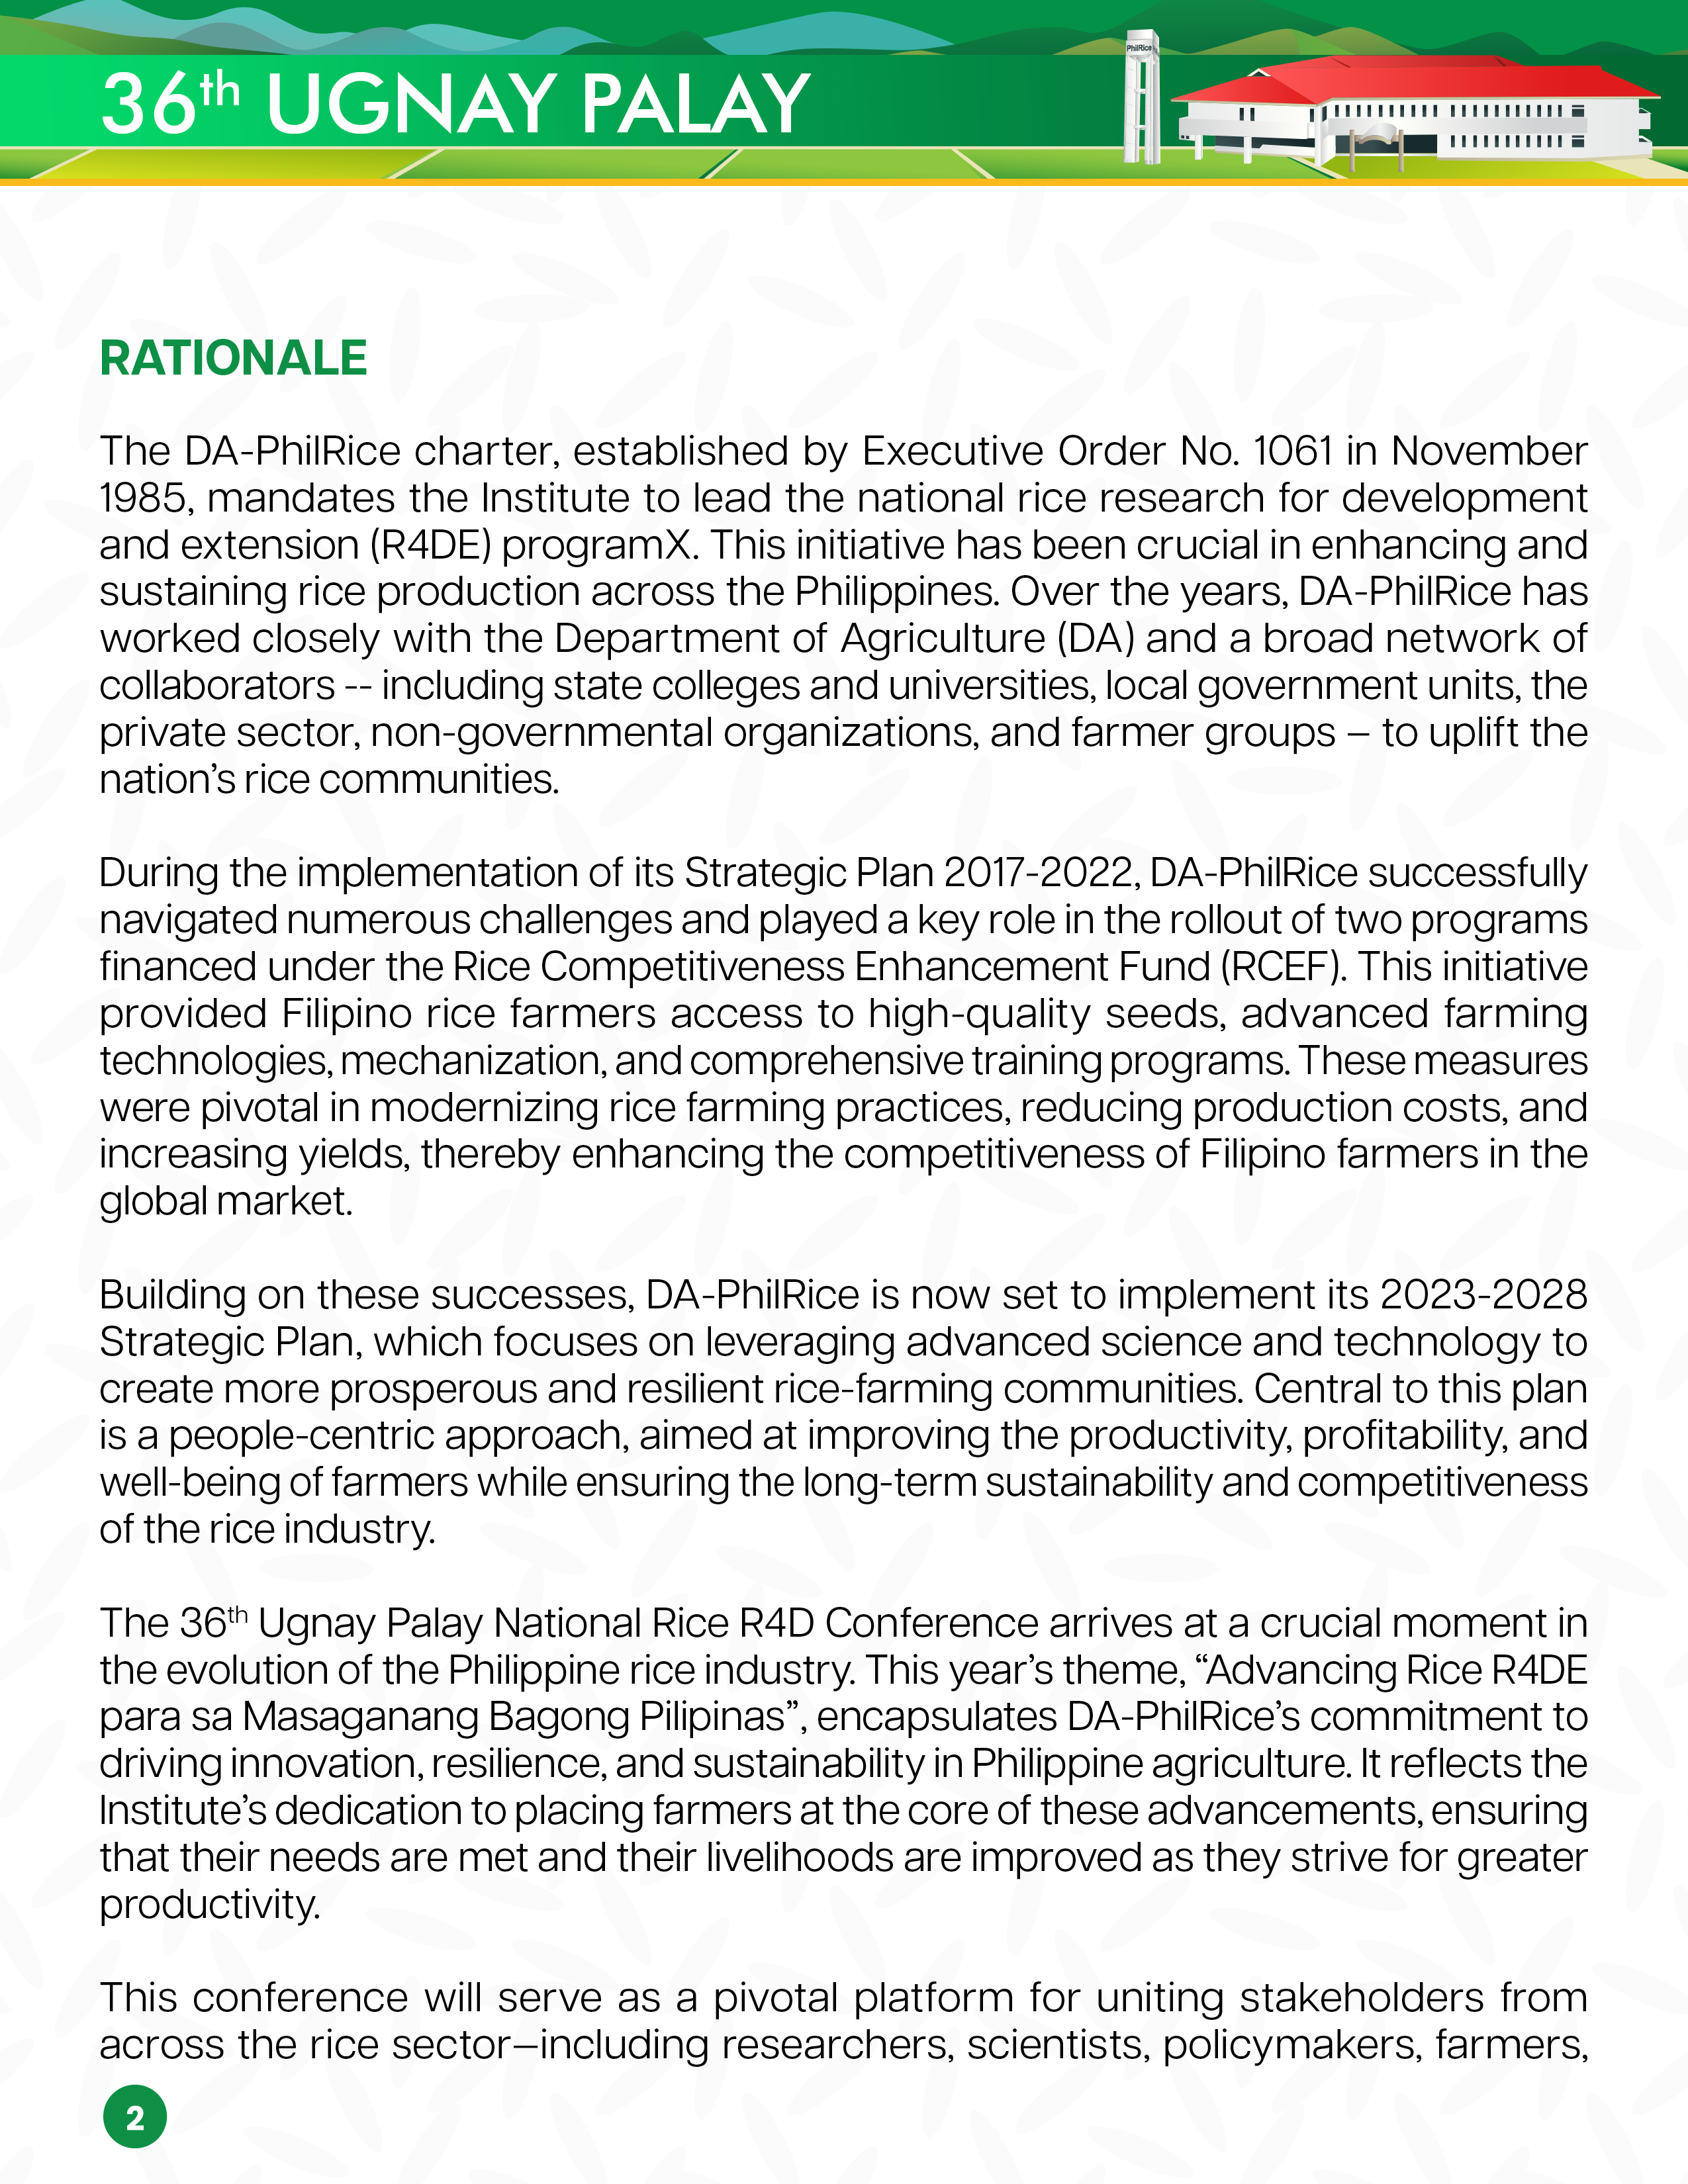 36th UGNAY PALAY
PhilRice
RATIONALE
The DA-PhilRice charter, established by Executive Order No. 1061 in November
1985, mandates the Institute to lead the national rice research for development
and extension (R4DE) programX. This initiative has been crucial in enhancing and
sustaining rice production across the Philippines. Over the years, DA-PhilRice has
worked closely with the Department of Agriculture (DA) and a broad network of
collaborators -- including state colleges and universities, local government units, the
private sector, non-governmental organizations, and farmer groups – to uplift the
nation’s rice communities.
During the implementation of its Strategic Plan 2017-2022, DA-PhilRice successfully
navigated numerous challenges and played a key role in the rollout of two programs
financed under the Rice Competitiveness Enhancement Fund (RCEF). This initiative
provided Filipino rice farmers access to high-quality seeds, advanced farming
technologies, mechanization, and comprehensive training programs. These measures
were pivotal in modernizing rice farming practices, reducing production costs, and
increasing yields, thereby enhancing the competitiveness of Filipino farmers in the
global market.
Building on these successes, DA-PhilRice is now set to implement its 2023-2028
Strategic Plan, which focuses on leveraging advanced science and technology to
create more prosperous and resilient rice-farming communities. Central to this plan
is a people-centric approach, aimed at improving the productivity, profitability, and
well-being of farmers while ensuring the long-term sustainability and competitiveness
of the rice industry.
The 36th Ugnay Palay National Rice R4D Conference arrives at a crucial moment in
the evolution of the Philippine rice industry. This year’s theme, “Advancing Rice R4DE
para sa Masaganang Bagong Pilipinas”, encapsulates DA-PhilRice’s commitment to
driving innovation, resilience, and sustainability in Philippine agriculture. It reflects the
Institute’s dedication to placing farmers at the core of these advancements, ensuring
that their needs are met and their livelihoods are improved as they strive for greater
productivity.
This conference will serve as a pivotal platform for uniting stakeholders from
across the rice sector—including researchers, scientists, policymakers, farmers,
2